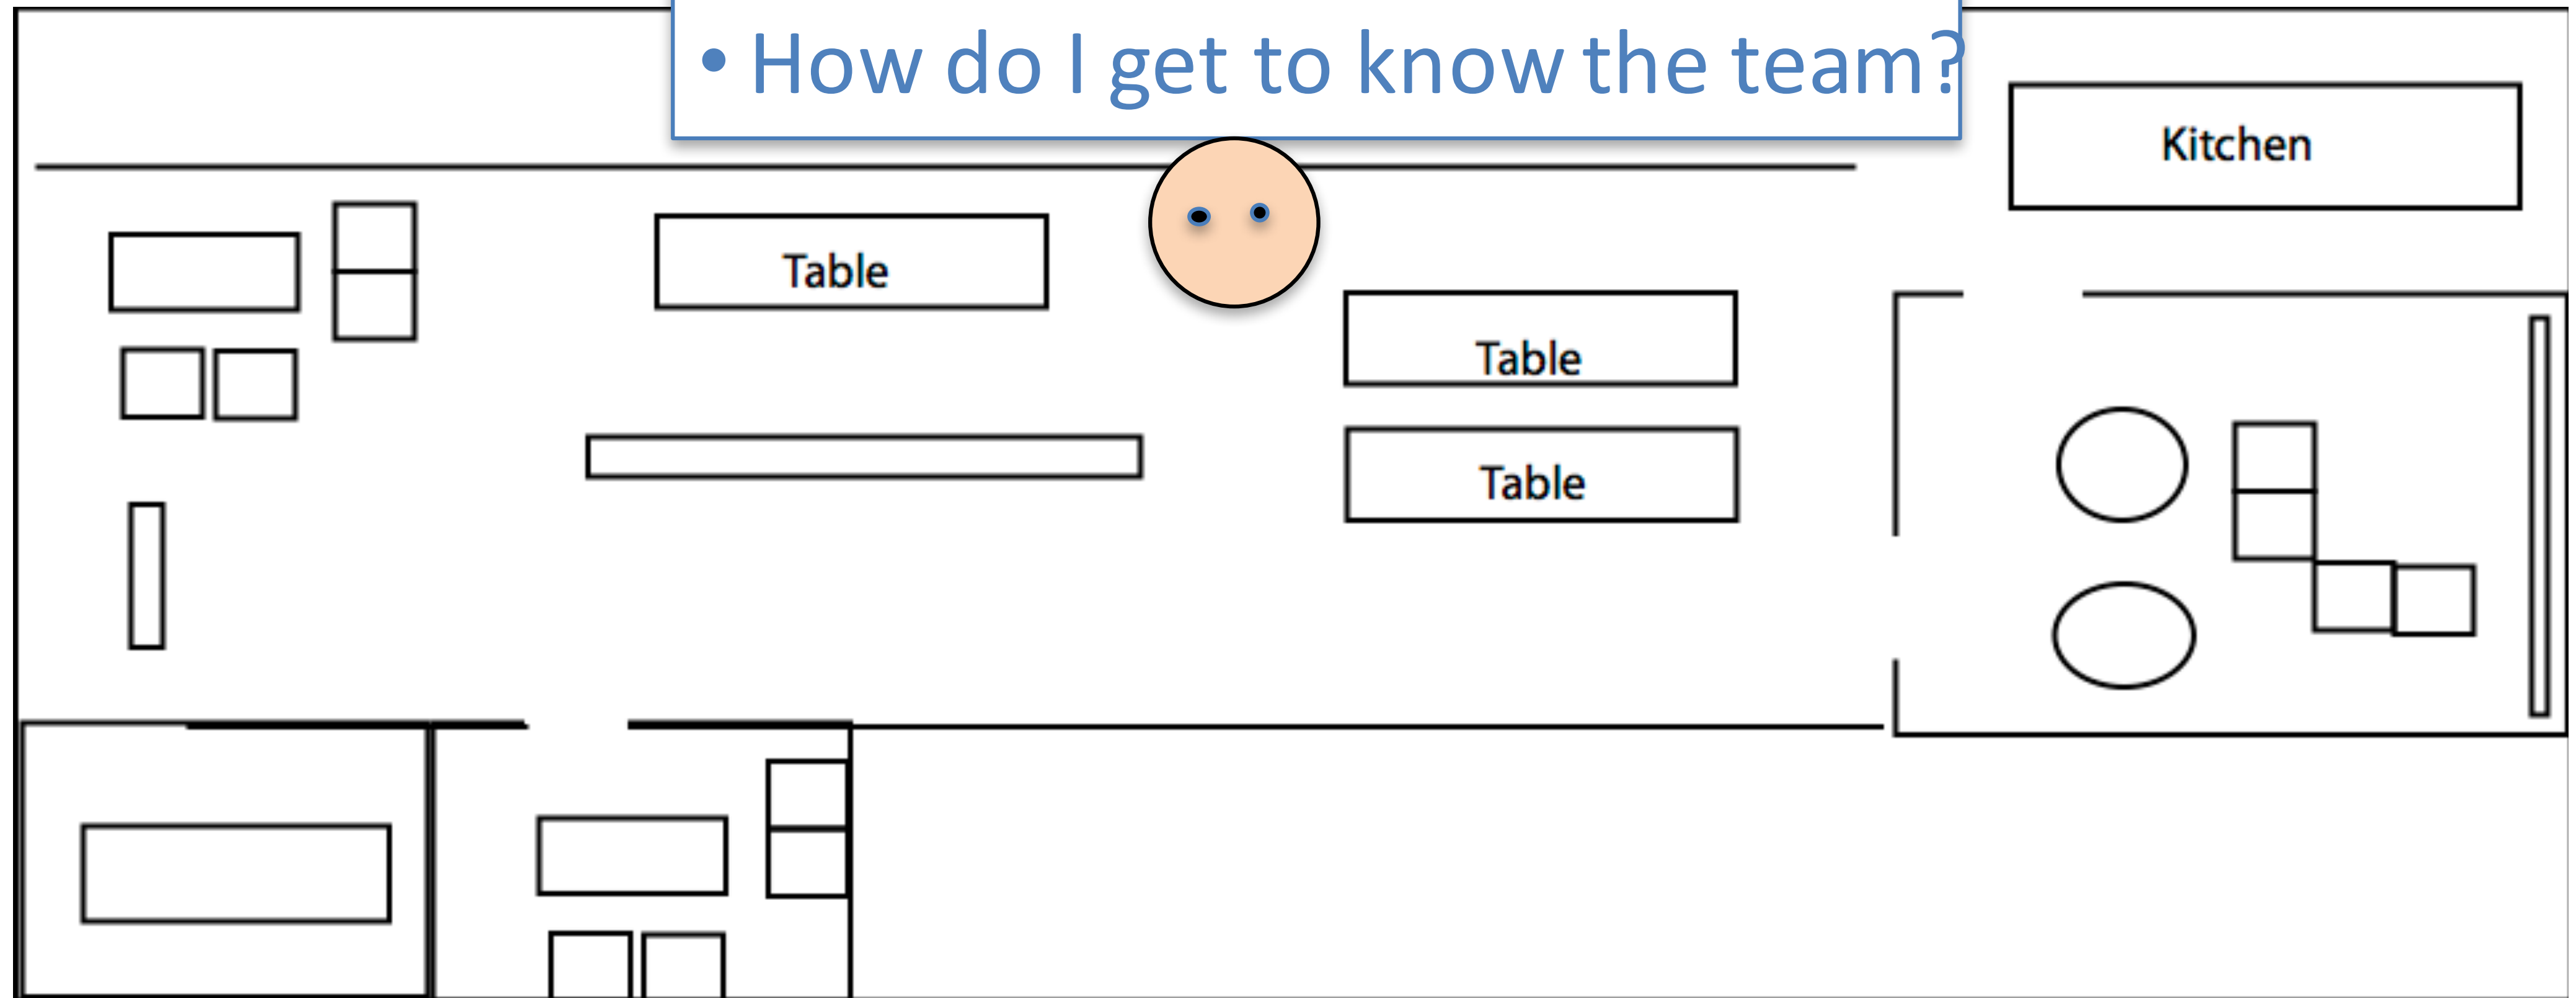 • How do I get to know the team?
Kitchen
Table
Table
Table